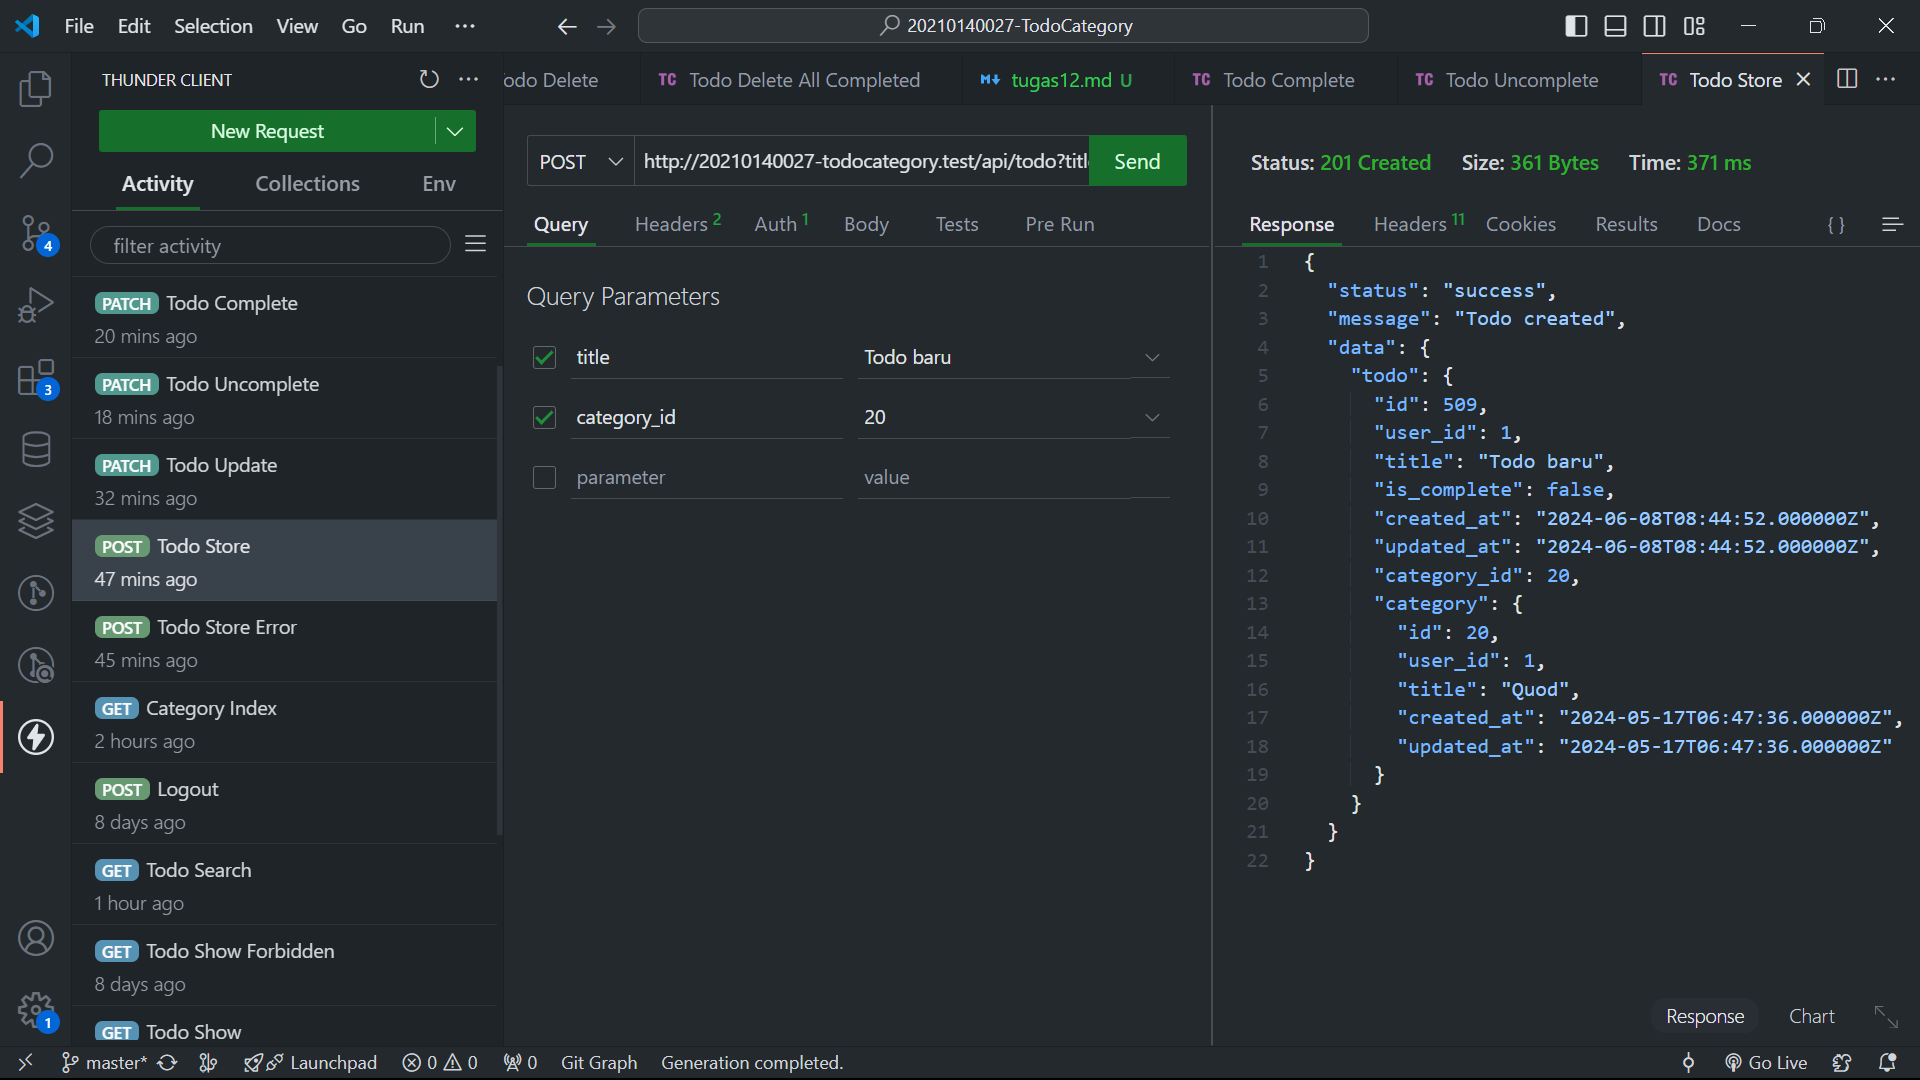 File Edit Selection View Go Run ···
20210140027-TodoCategory
THUNDER CLIENT
New Request
Activity Collections Env
filter activity
PATCH Todo Complete
20 mins ago
PATCH Todo Uncomplete
18 mins ago
PATCH Todo Update
32 mins ago
POST Todo Store
47 mins ago
POST Todo Store Error
45 mins ago
GET Category Index
2 hours ago
POST Logout
8 days ago
GET Todo Search
1 hour ago
GET Todo Show Forbidden
8 days ago
GET Todo Show
4
3
1
odo Delete TC Todo Delete All Completed tugas12.md U TC Todo Complete TC Todo Uncomplete TC Todo Store
POST http://20210140027-todocategory.test/api/todo?titl Send
Query Headers 2 Auth 1 Body Tests Pre Run
Query Parameters
title Todo baru
category_id 20
parameter value
Status: 201 Created Size: 361 Bytes Time: 371 ms
Response Headers 11 Cookies Results Docs { }
1 {
2 "status": "success",
3 "message": "Todo created",
4 "data": {
5 "todo": {
6 "id": 509,
7 "user_id": 1,
8 "title": "Todo baru",
9 "is_complete": false,
10 "created_at": "2024-06-08T08:44:52.000000Z",
11 "updated_at": "2024-06-08T08:44:52.000000Z",
12 "category_id": 20,
13 "category": {
14 "id": 20,
15 "user_id": 1,
16 "title": "Quod",
17 "created_at": "2024-05-17T06:47:36.000000Z",
18 "updated_at": "2024-05-17T06:47:36.000000Z"
19 }
20 }
21 }
22 }
Response Chart
master* Launchpad 0 0 0 Git Graph Generation completed. Go Live